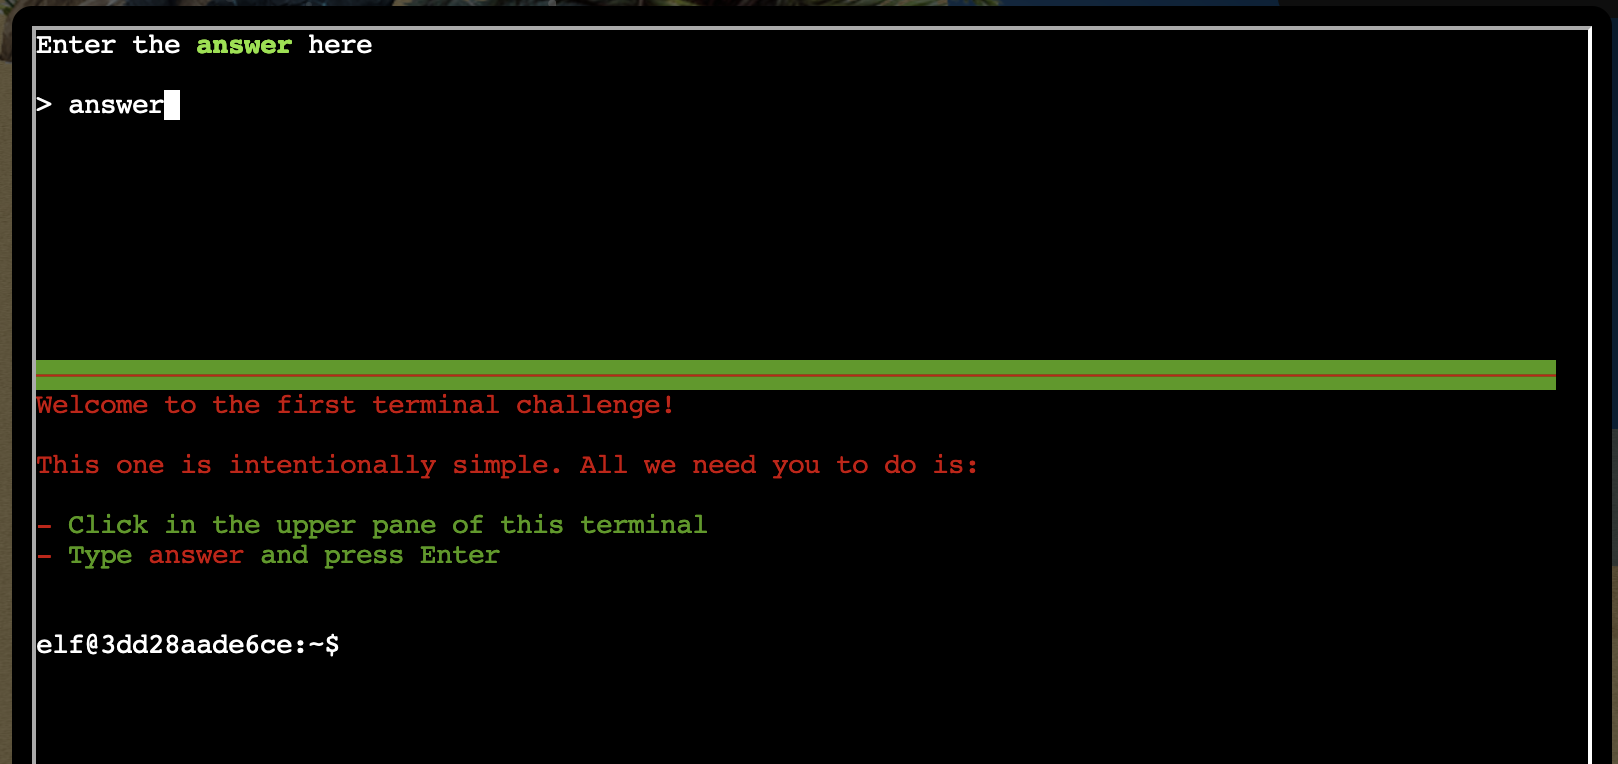 Enter the answer here
> answer
Welcome to the first terminal challenge!
This one is intentionally simple. All we need you to do is:
- Click in the upper pane of this terminal
- Type answer and press Enter
elf@3dd28aade6ce:~$